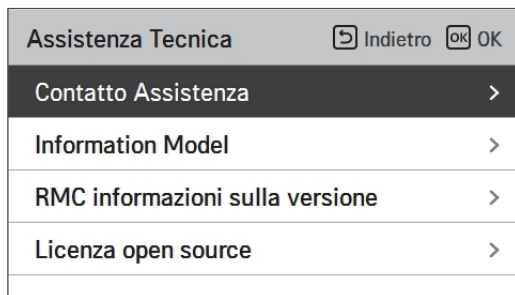 Assistenza Tecnica Indietro OK OK
Contatto Assistenza >
Information Model >
RMC informazioni sulla versione >
Licenza open source >